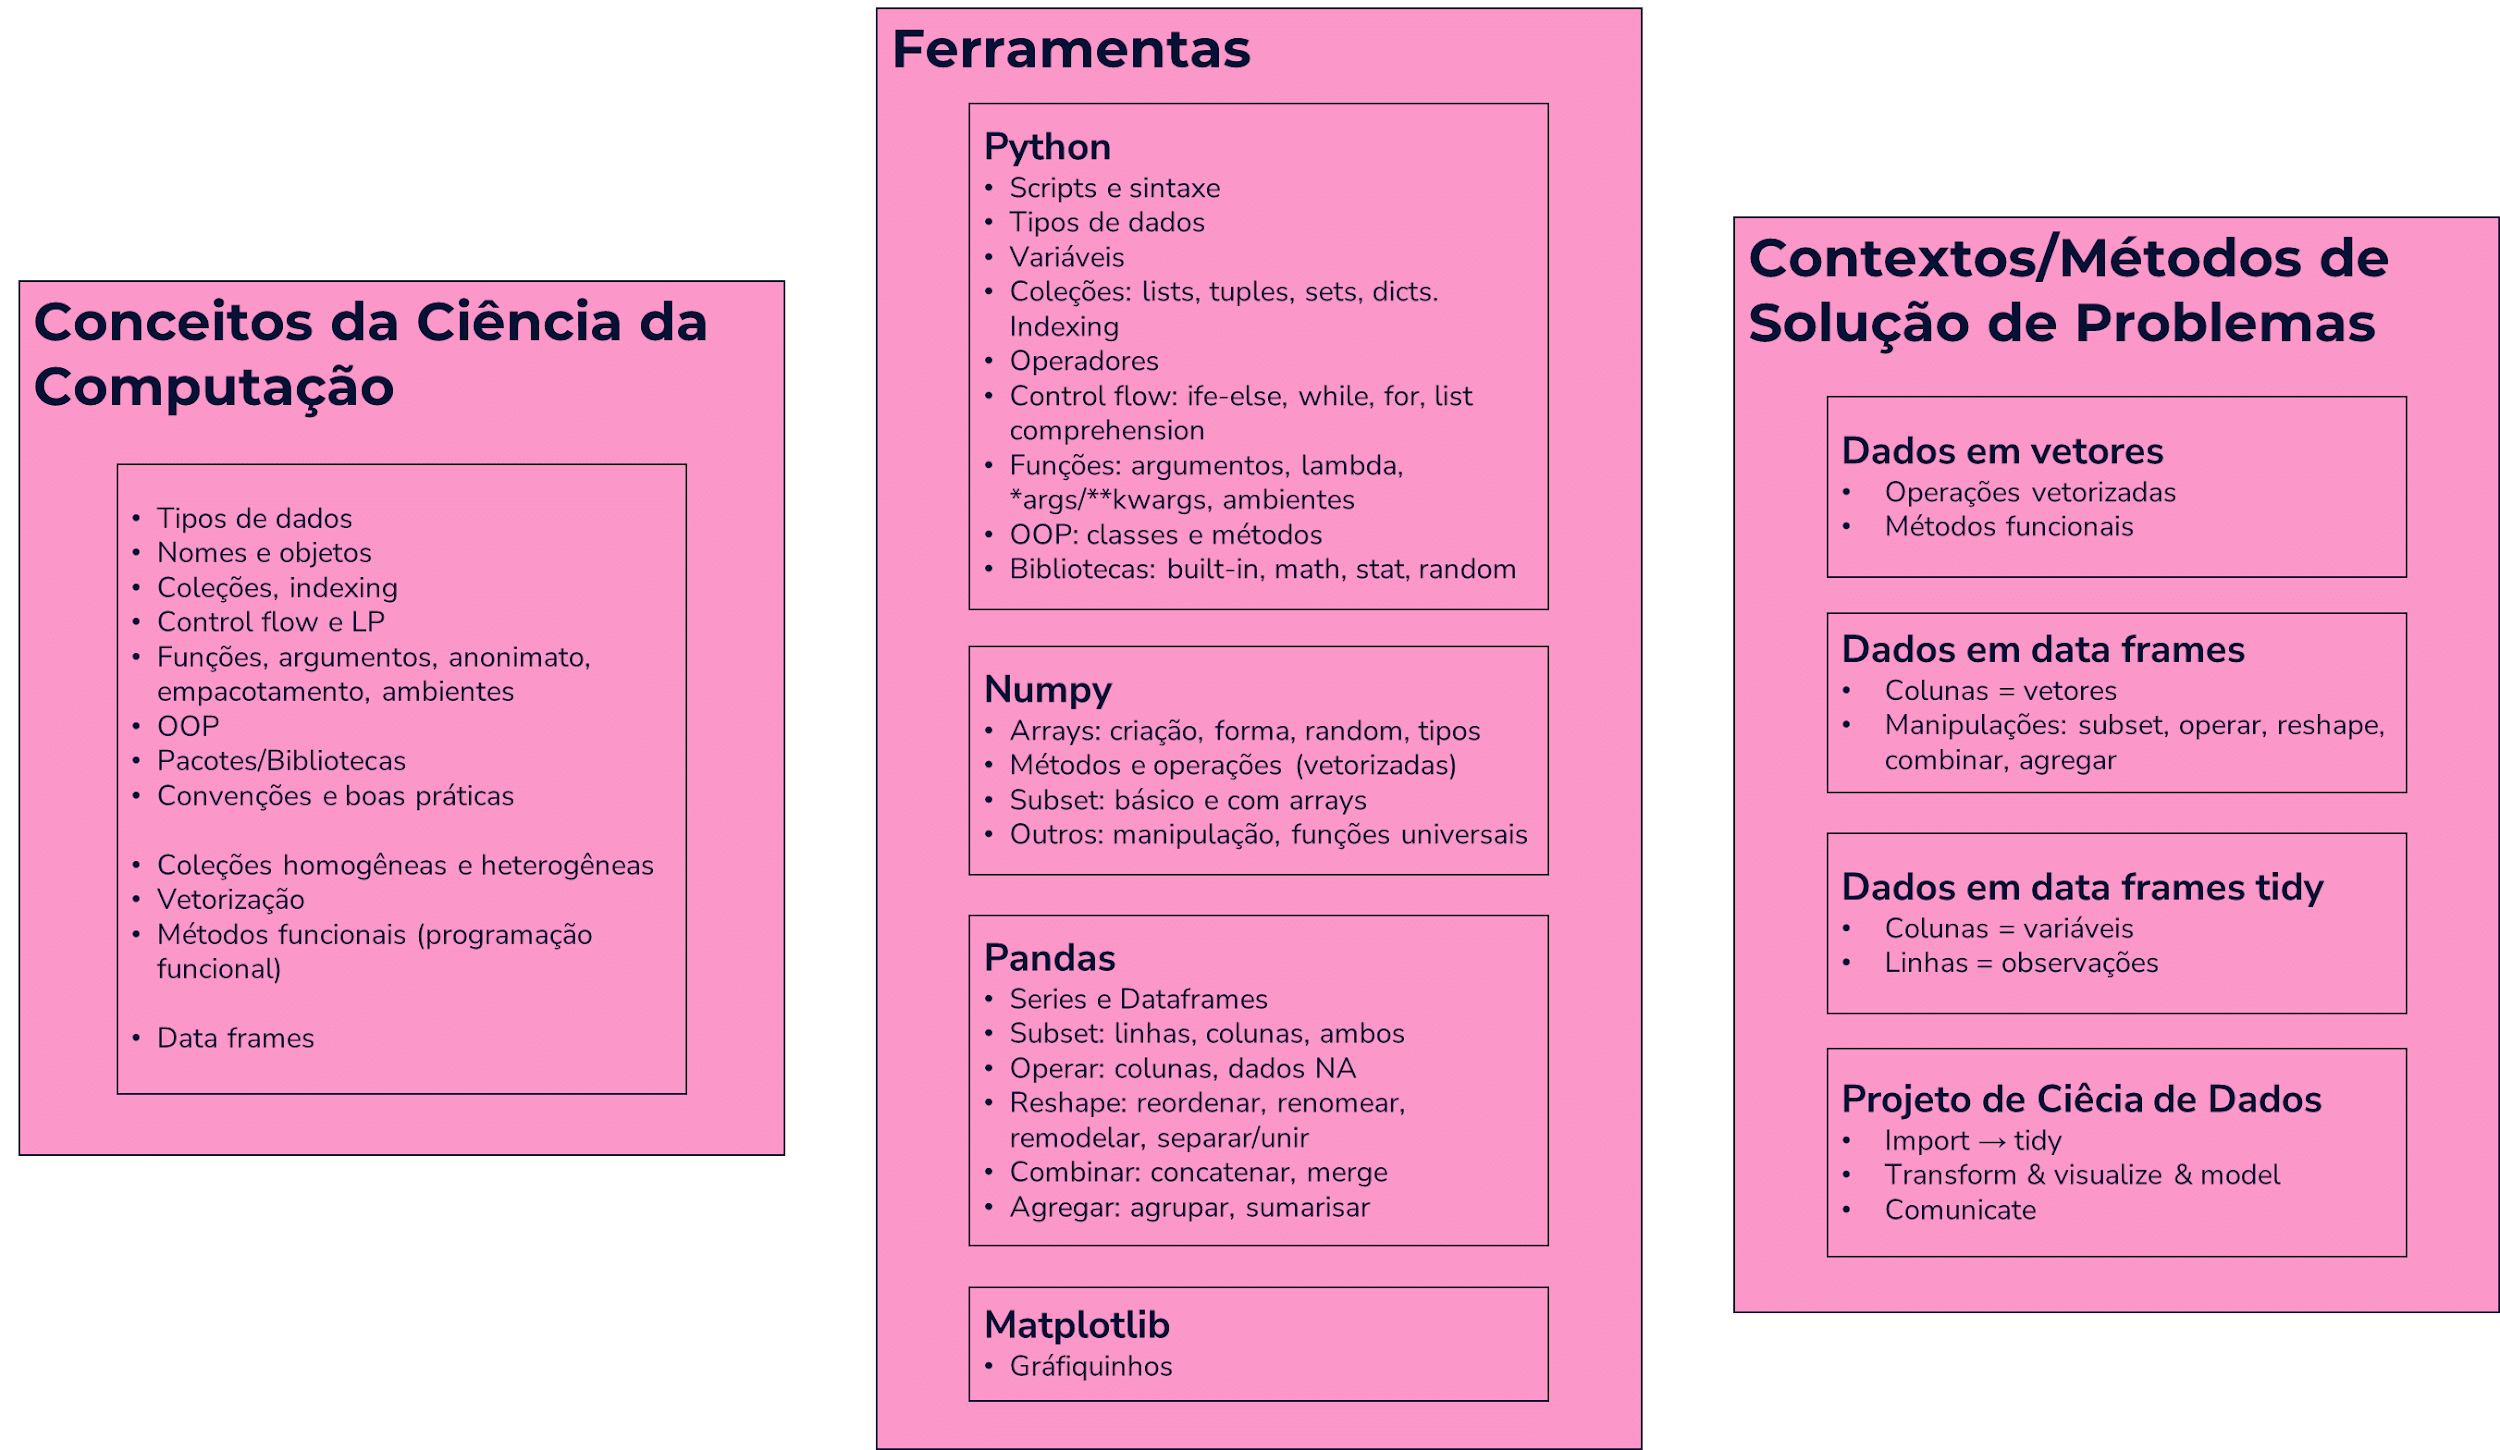 Conceitos da Ciência da
Computação
• Tipos de dados
• Nomes e objetos
• Coleções, indexing
• Control flow e LP
• Funções, argumentos, anonimato,
empacotamento, ambientes
• OOP
• Pacotes/Bibliotecas
• Convenções e boas práticas
• Coleções homogêneas e heterogêneas
• Vetorização
• Métodos funcionais (programação
funcional)
• Data frames
Ferramentas
Python
• Scripts e sintaxe
• Tipos de dados
• Variáveis
• Coleções: lists, tuples, sets, dicts.
Indexing
• Operadores
• Control flow: ife-else, while, for, list
comprehension
• Funções: argumentos, lambda,
*args/**kwargs, ambientes
• OOP: classes e métodos
• Bibliotecas: built-in, math, stat, random
Numpy
• Arrays: criação, forma, random, tipos
• Métodos e operações (vetorizadas)
• Subset: básico e com arrays
• Outros: manipulação, funções universais
Pandas
• Series e Dataframes
• Subset: linhas, colunas, ambos
• Operar: colunas, dados NA
• Reshape: reordenar, renomear,
remodelar, separar/unir
• Combinar: concatenar, merge
• Agregar: agrupar, sumarisar
Matplotlib
• Gráfiquinhos
Contextos/Métodos de
Solução de Problemas
Dados em vetores
• Operações vetorizadas
• Métodos funcionais
Dados em data frames
• Colunas = vetores
• Manipulações: subset, operar, reshape,
combinar, agregar
Dados em data frames tidy
• Colunas = variáveis
• Linhas = observações
Projeto de Ciêcia de Dados
• Import → tidy
• Transform & visualize & model
• Comunicate